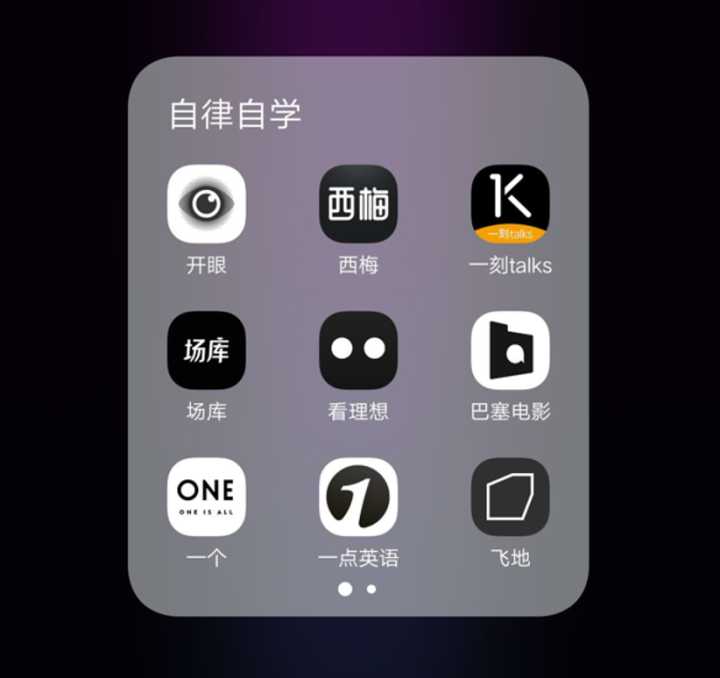 自律自学
西梅
1K
一刻talks
开眼
西梅
一刻talks
场库
场库
看理想
巴塞电影
ONE
ONE IS ALL
1
一个
一点英语
飞地